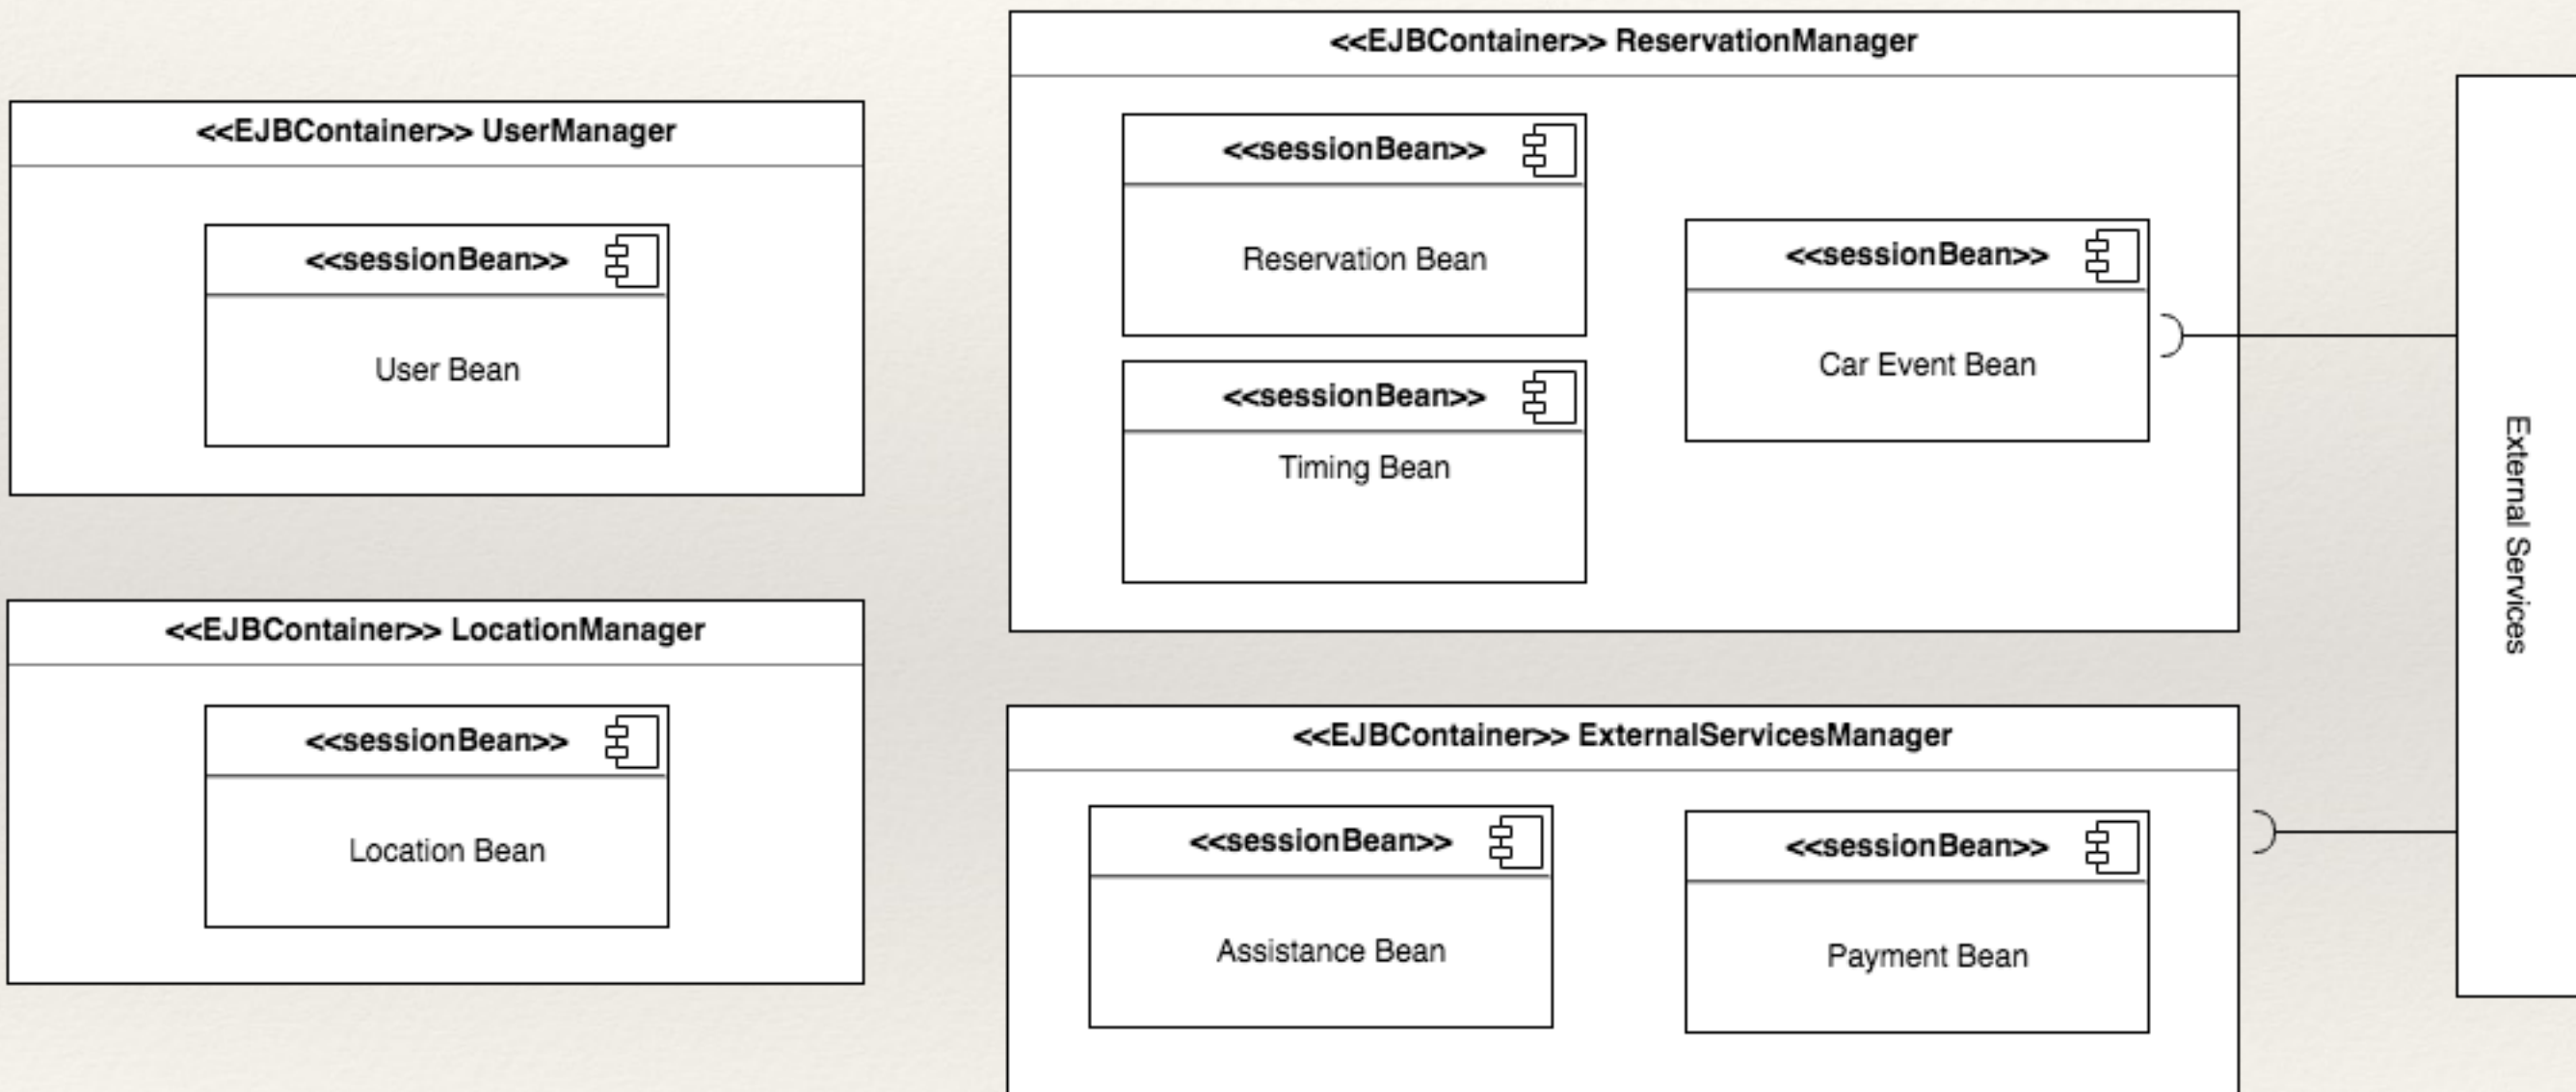 <<EJBContainer>> UserManager
<<sessionBean>>
User Bean
<<EJBContainer>> LocationManager
<<sessionBean>>
Location Bean
<<EJBContainer>> ReservationManager
<<sessionBean>>
Reservation Bean
<<sessionBean>>
Timing Bean
<<sessionBean>>
Car Event Bean
<<EJBContainer>> ExternalServicesManager
<<sessionBean>>
Assistance Bean
<<sessionBean>>
Payment Bean
External Services